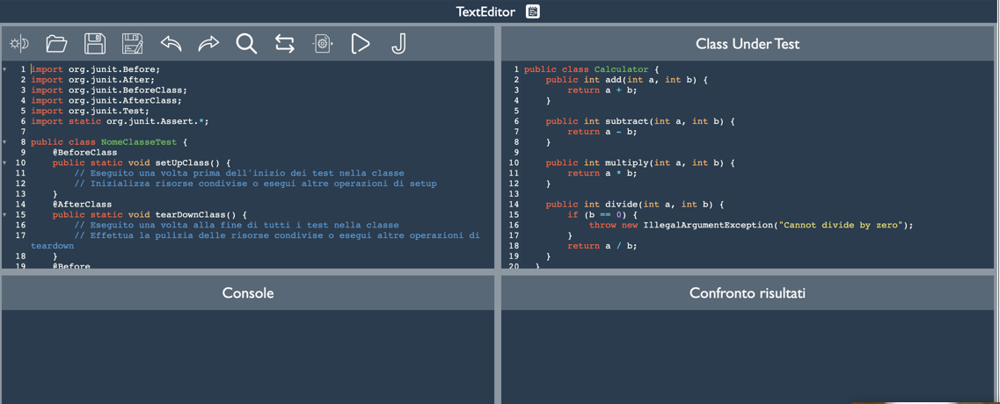 TextEditor
1 import org.junit.Before;
2 import org.junit.After;
3 import org.junit.BeforeClass;
4 import org.junit.AfterClass;
5 import org.junit.Test;
6 import static org.junit.Assert.*;
7
8 public class NomeClasseTest {
9 @BeforeClass
10 public static void setUpClass() {
11 // Eseguito una volta prima dell'inizio dei test nella classe
12 // Inizializza risorse condivise o esegui altre operazioni di setup
13 }
14 @AfterClass
15 public static void tearDownClass() {
16 // Eseguito una volta alla fine di tutti i test nella classe
17 // Effettua la pulizia delle risorse condivise o esegui altre operazioni di
teardown
18 }
19 @Before
Class Under Test
1 public class Calculator {
2 public int add(int a, int b) {
3 return a + b;
4 }
5
6 public int subtract(int a, int b) {
7 return a - b;
8 }
9
10 public int multiply(int a, int b) {
11 return a * b;
12 }
13
14 public int divide(int a, int b) {
15 if (b == 0) {
16 throw new IllegalArgumentException("Cannot divide by zero");
17 }
18 return a / b;
19 }
20 }
Console
Confronto risultati